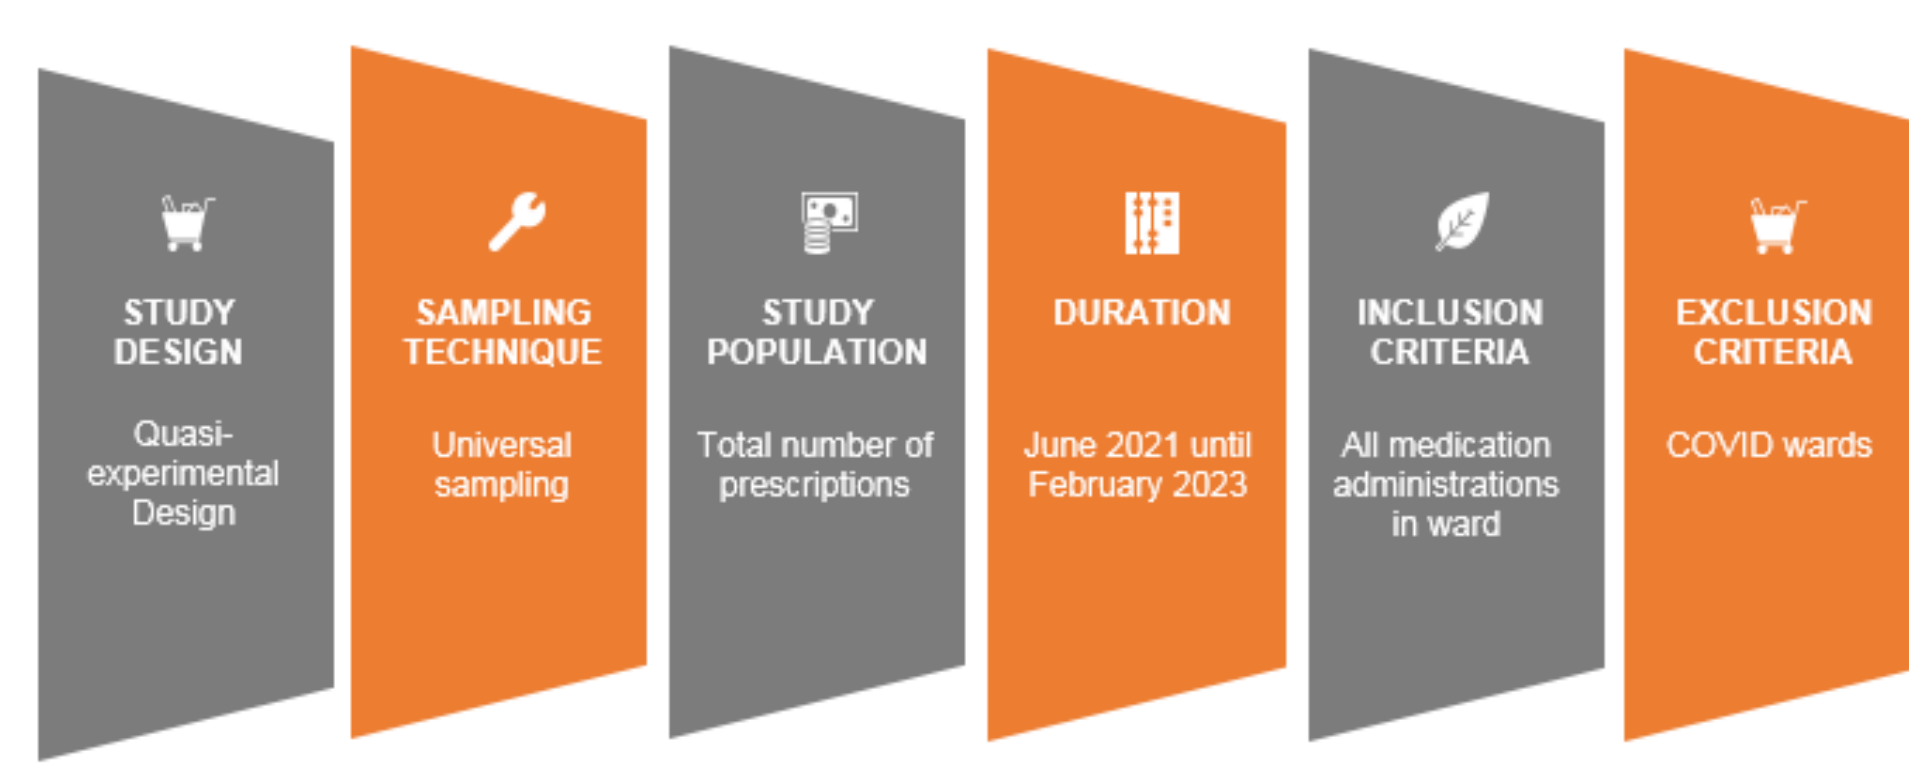 STUDY
DESIGN
Quasi-
experimental
Design
SAMPLING
TECHNIQUE
Universal
sampling
STUDY
POPULATION
Total number of
prescriptions
DURATION
June 2021 until
February 2023
INCLUSION
CRITERIA
All medication
administrations
in ward
EXCLUSION
CRITERIA
COVID wards